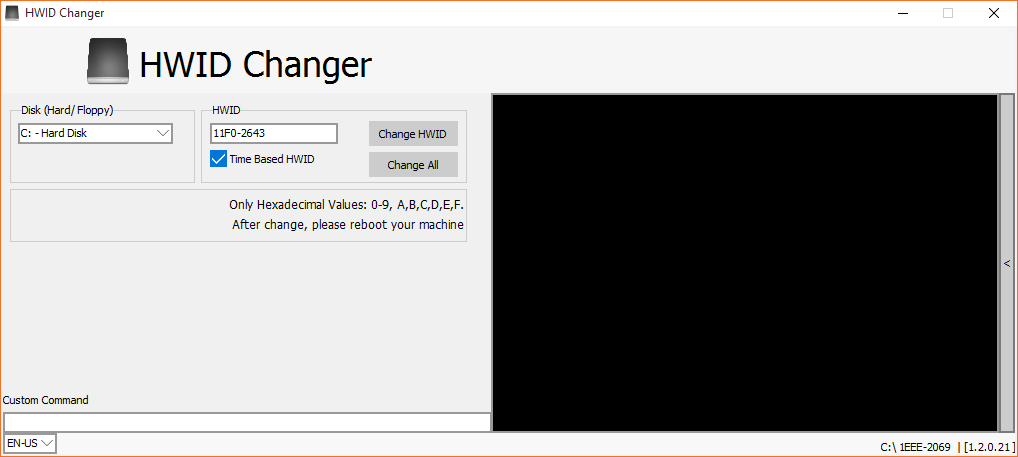 HWID Changer
HWID Changer
Disk (Hard/Floppy)
C: - Hard Disk
HWID
11F0-2643
Change HWID
Time Based HWID
Change All
Only Hexadecimal Values: 0-9, A,B,C,D,E,F.
After change, please reboot your machine
<
Custom Command
EN-US
C:\ 1EEE-2069 | [1.2.0.21]